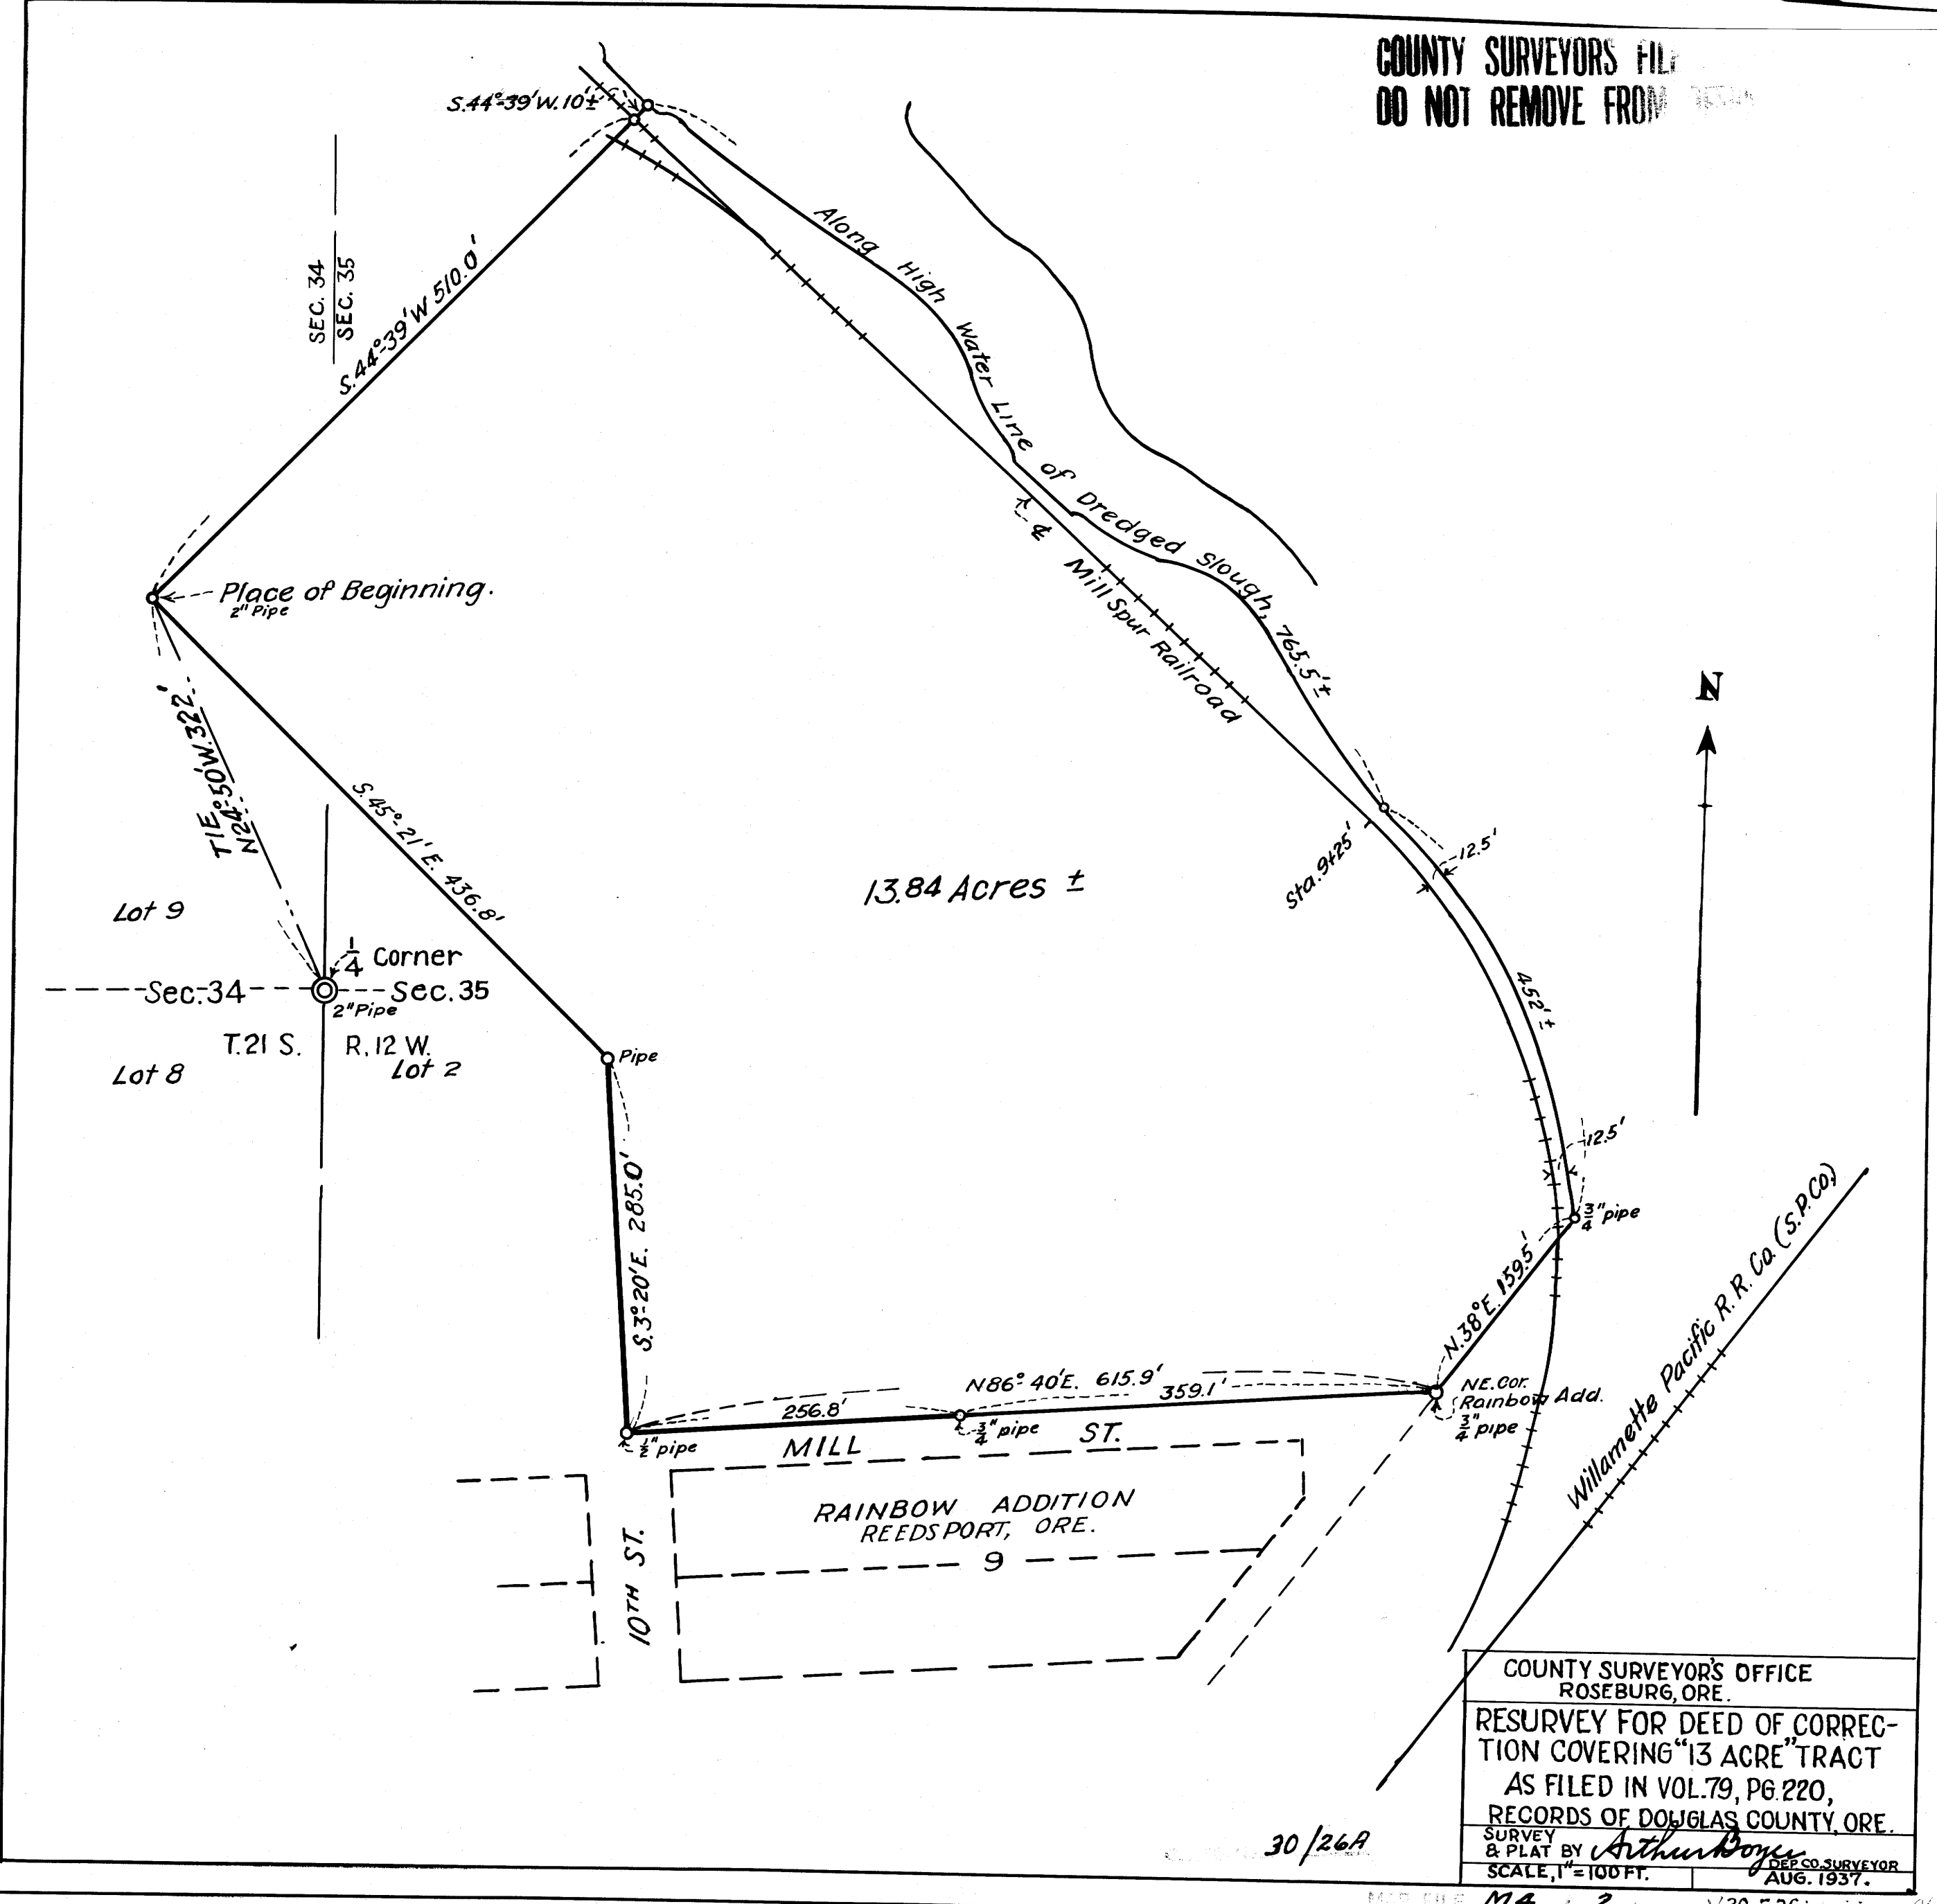 COUNTY SURVEYORS FILE
DO NOT REMOVE FROM
S.44°-39'W.10'±
SEC. 34
SEC. 35
S.44°-39'W 510.0'
Along High Water Line of Dredged Slough, 765.5'±
℄ Mill Spur Railroad
Place of Beginning.
2" Pipe
N
TIE
N24°-50'W.322'
S.45°-21'E. 436.8'
Sta.9+25'
12.5'
13.84 Acres ±
Lot 9
1/4 Corner
Sec.34
Sec.35
2" Pipe
T.21 S. R.12 W.
Lot 8
Lot 2
Pipe
452'±
12.5'
3/4" pipe
S.3°-20'E. 285.0'
N.38°E. 159.5'
Willamette Pacific R.R. Co. (S.P.CO.)
N86°40'E. 615.9'
256.8'
359.1'
NE.Cor.
Rainbow Add.
3/4" pipe
1/2" pipe
3/4" pipe
MILL ST.
RAINBOW ADDITION
REEDSPORT, ORE.
9
10TH ST.
COUNTY SURVEYOR'S OFFICE
ROSEBURG, ORE.
RESURVEY FOR DEED OF CORREC-
TION COVERING "13 ACRE" TRACT
AS FILED IN VOL.79, PG.220,
RECORDS OF DOUGLAS COUNTY, ORE.
SURVEY
& PLAT BY Arthur Boyer
DEP. CO. SURVEYOR
SCALE, 1"=100 FT.
AUG. 1937.
30/26A